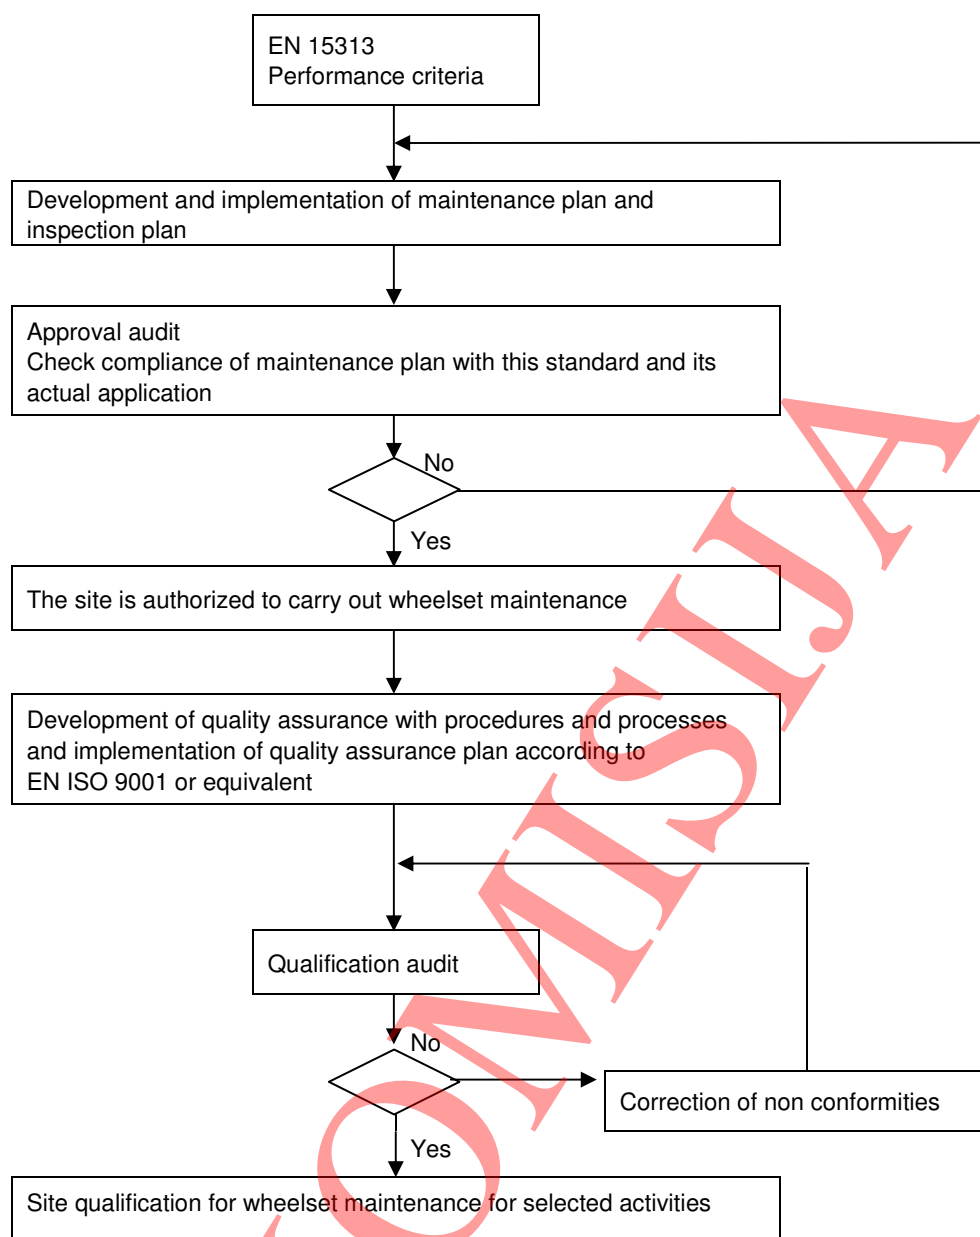 EN 15313
Performance criteria
Development and implementation of maintenance plan and
inspection plan
Approval audit
Check compliance of maintenance plan with this standard and its
actual application
No
Yes
The site is authorized to carry out wheelset maintenance
Development of quality assurance with procedures and processes
and implementation of quality assurance plan according to
EN ISO 9001 or equivalent
Qualification audit
No
Correction of non conformities
Yes
Site qualification for wheelset maintenance for selected activities
OMISIJA